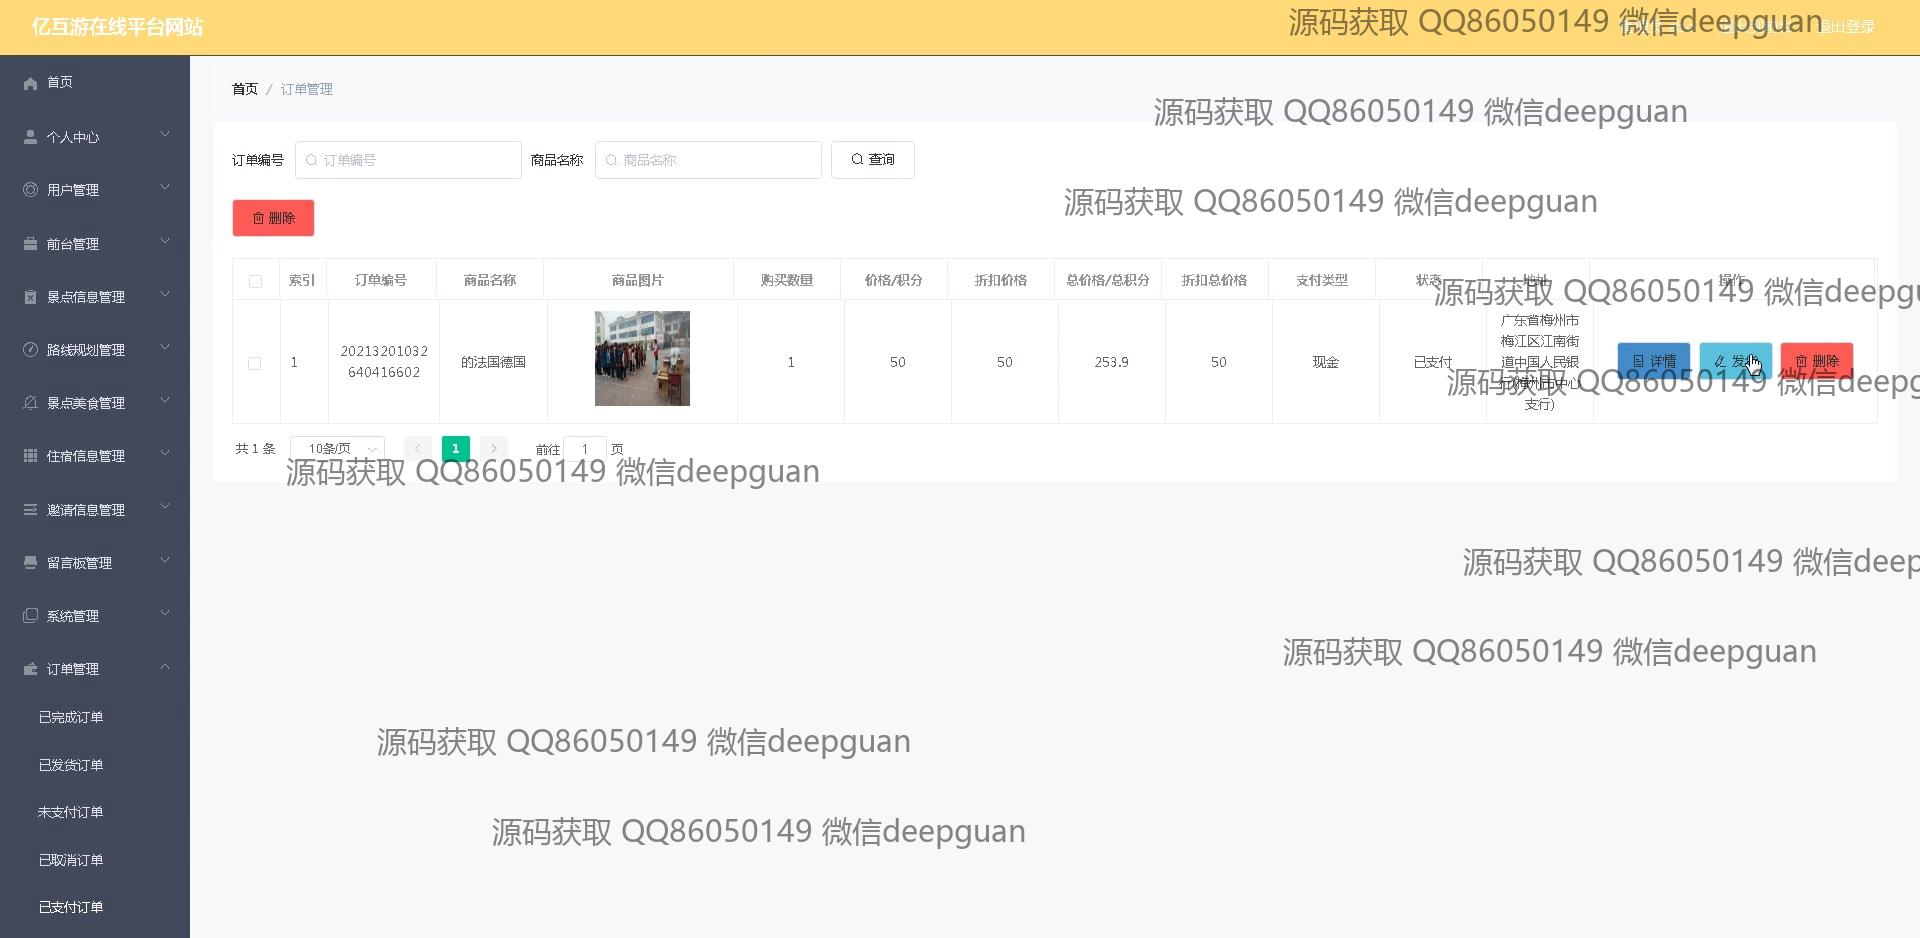 亿互游在线平台网站
源码获取 QQ86050149 微信deepguan
退出登录
首页
个人中心
用户管理
前台管理
景点信息管理
路线规划管理
景点美食管理
住宿信息管理
邀请信息管理
留言板管理
系统管理
订单管理
已完成订单
已发货订单
未支付订单
已取消订单
已支付订单
首页 / 订单管理
源码获取 QQ86050149 微信deepguan
订单编号 订单编号 商品名称 商品名称 查询
源码获取 QQ86050149 微信deepguan
删除
索引 订单编号 商品名称 商品图片 购买数量 价格/积分 折扣价格 总价格/总积分 折扣总价格 支付类型 状态 地址 操作
源码获取 QQ86050149 微信deepgu
1 20213201032640416602 的法国德国 1 50 50 253.9 50 现金 已支付
广东省梅州市
梅江区江南街
道中国人民银
行(梅州市中心
支行)
详情 发货 删除
源码获取 QQ86050149 微信deepg
共 1 条 10条/页 1 前往 1 页
源码获取 QQ86050149 微信deepguan
源码获取 QQ86050149 微信deep
源码获取 QQ86050149 微信deepguan
源码获取 QQ86050149 微信deepguan
源码获取 QQ86050149 微信deepguan